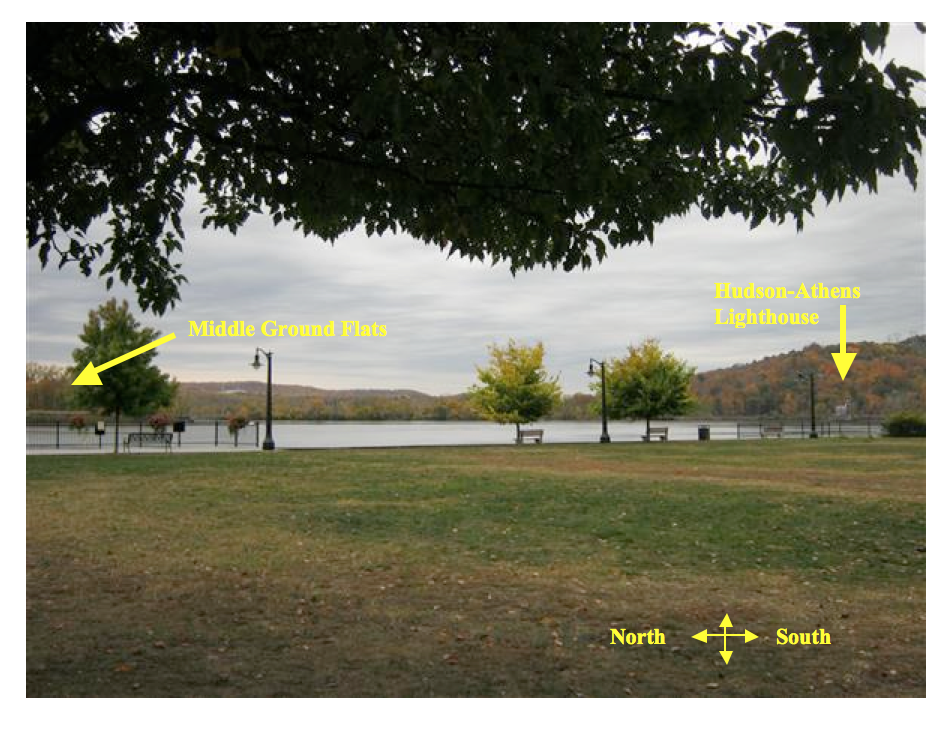 Middle Ground Flats
Hudson-Athens
Lighthouse
North
South